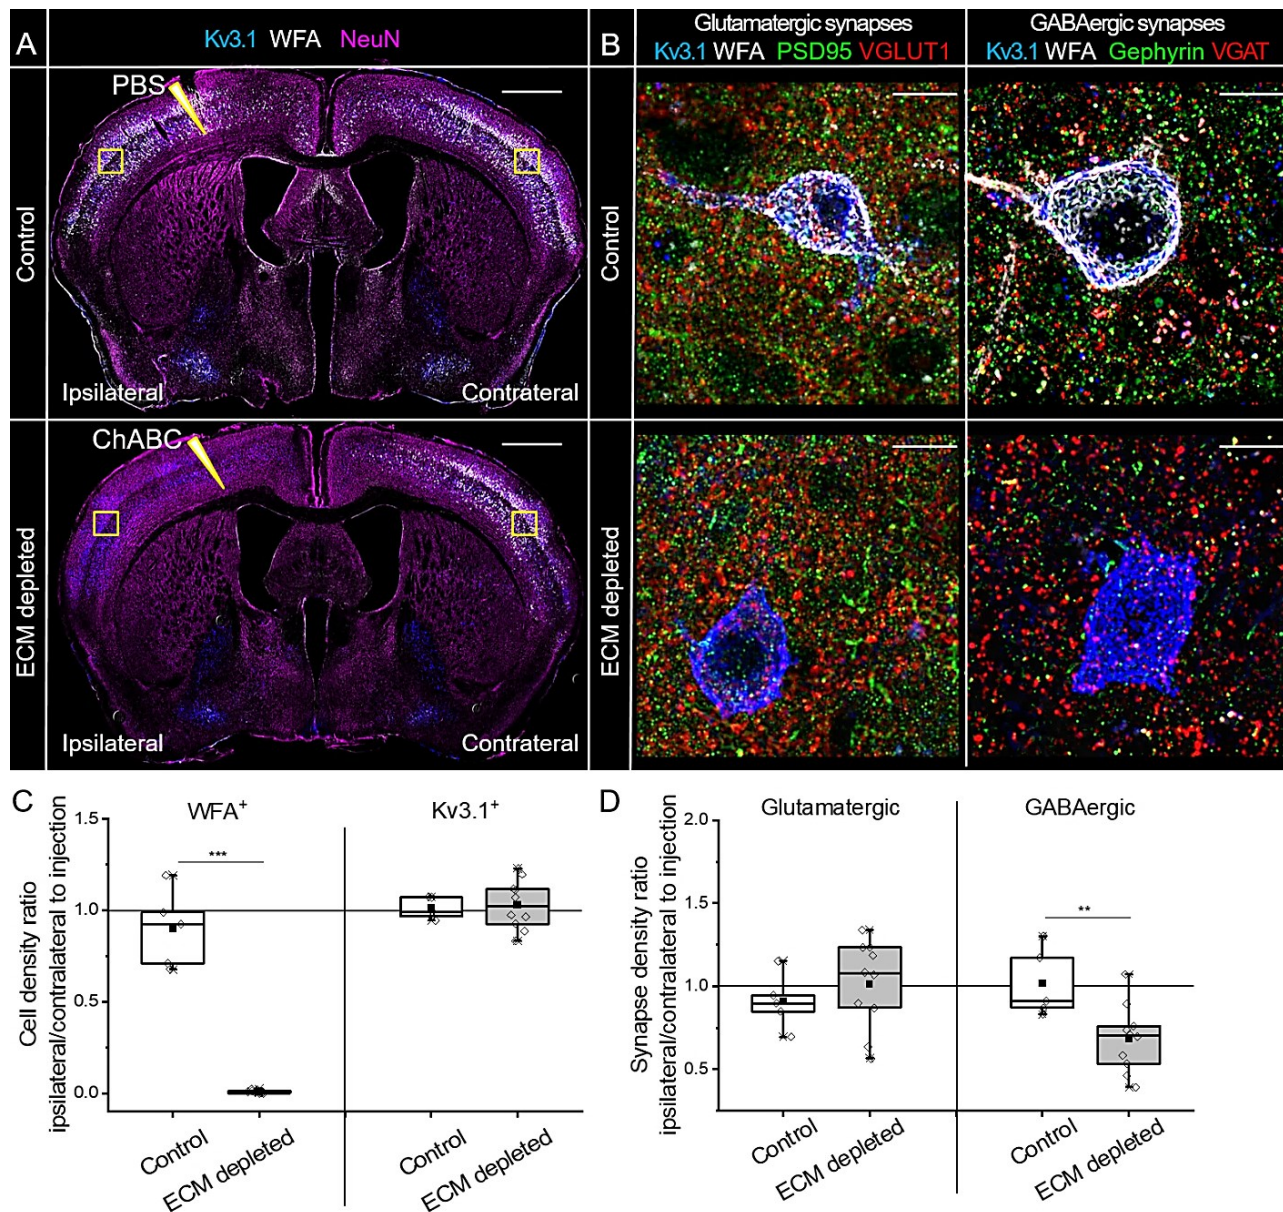 A
Kv3.1 WFA NeuN
Control
PBS
Ipsilateral
Contralateral
ECM depleted
ChABC
Ipsilateral
Contrateral
B
Glutamatergic synapses
Kv3.1 WFA PSD95 VGLUT1
GABAergic synapses
Kv3.1 WFA Gephyrin VGAT
Control
ECM depleted
C
WFA⁺
Kv3.1⁺
Cell density ratio
ipsilateral/contralateral to injection
1.5
1.0
0.5
0.0
***
Control
ECM depleted
Control
ECM depleted
D
Glutamatergic
GABAergic
Synapse density ratio
ipsilateral/contralateral to injection
2.0
1.5
1.0
0.5
**
Control
ECM depleted
Control
ECM depleted